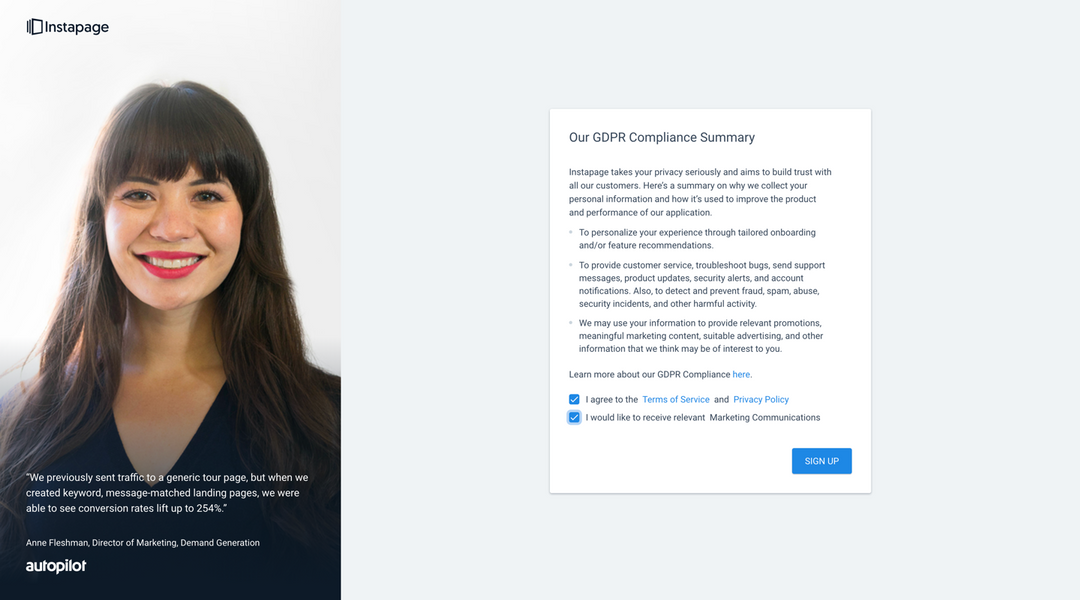 Instapage
"We previously sent traffic to a generic tour page, but when we
created keyword, message-matched landing pages, we were
able to see conversion rates lift up to 254%."
Anne Fleshman, Director of Marketing, Demand Generation
autopilot
Our GDPR Compliance Summary
Instapage takes your privacy seriously and aims to build trust with
all our customers. Here's a summary on why we collect your
personal information and how it's used to improve the product
and performance of our application.
To personalize your experience through tailored onboarding
and/or feature recommendations.
To provide customer service, troubleshoot bugs, send support
messages, product updates, security alerts, and account
notifications. Also, to detect and prevent fraud, spam, abuse,
security incidents, and other harmful activity.
We may use your information to provide relevant promotions,
meaningful marketing content, suitable advertising, and other
information that we think may be of interest to you.
Learn more about our GDPR Compliance here.
I agree to the Terms of Service and Privacy Policy
I would like to receive relevant Marketing Communications
SIGN UP